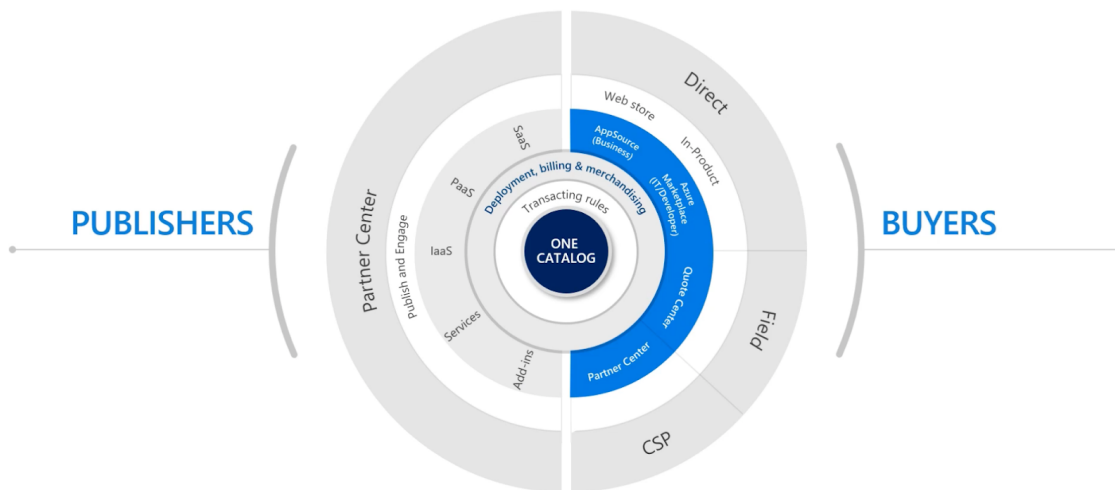 PUBLISHERS
Partner Center
Publish and Engage
SaaS
PaaS
IaaS
Services
Add-ins
Deployment, billing & merchandising
Transacting rules
ONE
CATALOG
AppSource
(Business)
Azure
Marketplace
(IT/Developer)
Quote Center
Partner Center
Web store
In-Product
Direct
Field
CSP
BUYERS